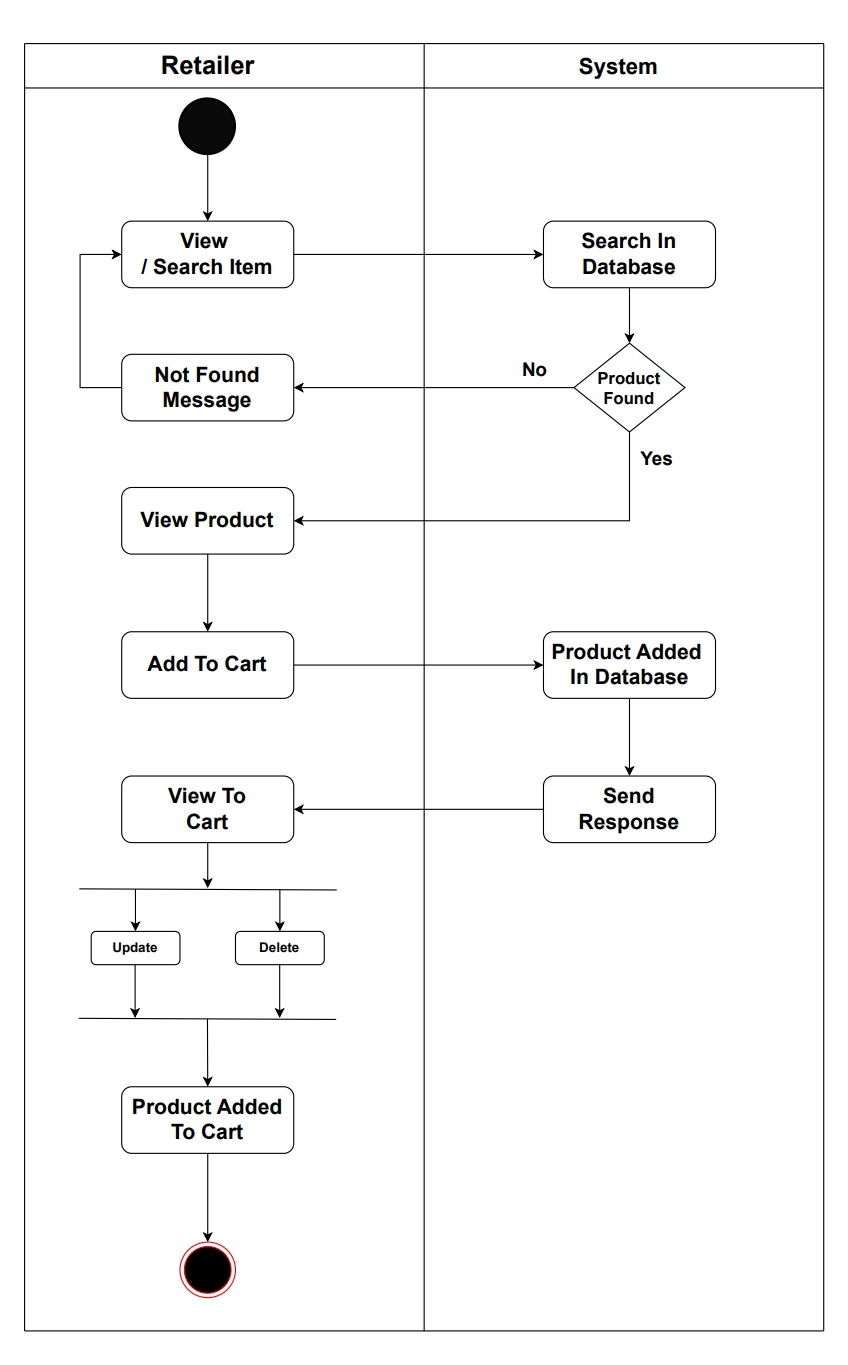 Retailer
System
View
/ Search Item
Search In
Database
Not Found
Message
No
Product
Found
Yes
View Product
Add To Cart
Product Added
In Database
View To
Cart
Send
Response
Update
Delete
Product Added
To Cart